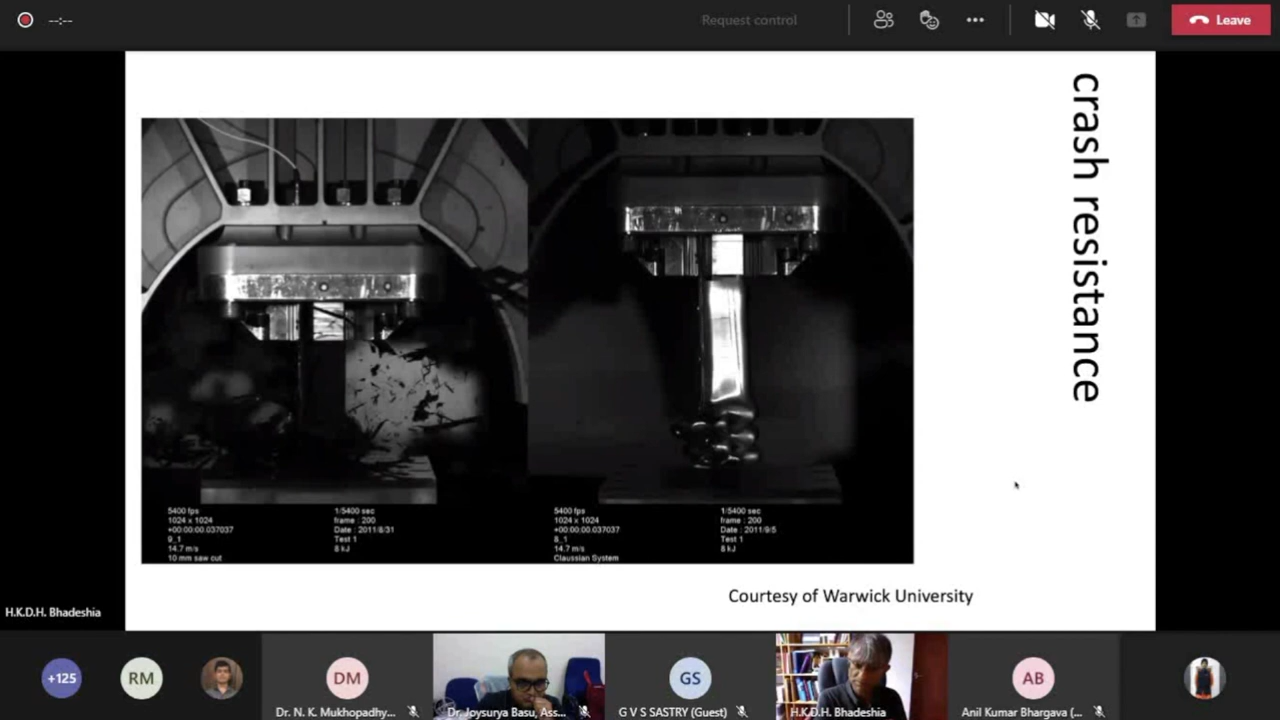 --:--
Request control
Leave
crash resistance
5400 fps
1024 x 1024
+00:00:00.037037
9_1
14.7 m/s
10 mm saw cut
1/5400 sec
frame : 200
Date : 2011/8/31
Test 1
8 kJ
5400 fps
1024 x 1024
+00:00:00.037037
8_1
14.7 m/s
Claussian System
1/5400 sec
frame : 200
Date : 2011/9/5
Test 1
8 kJ
Courtesy of Warwick University
H.K.D.H. Bhadeshia
+125
RM
DM
Dr. N. K. Mukhopadhy...
Dr. Joysurya Basu, Ass...
GS
G V S SASTRY (Guest)
H.K.D.H. Bhadeshia
AB
Anil Kumar Bhargava (...